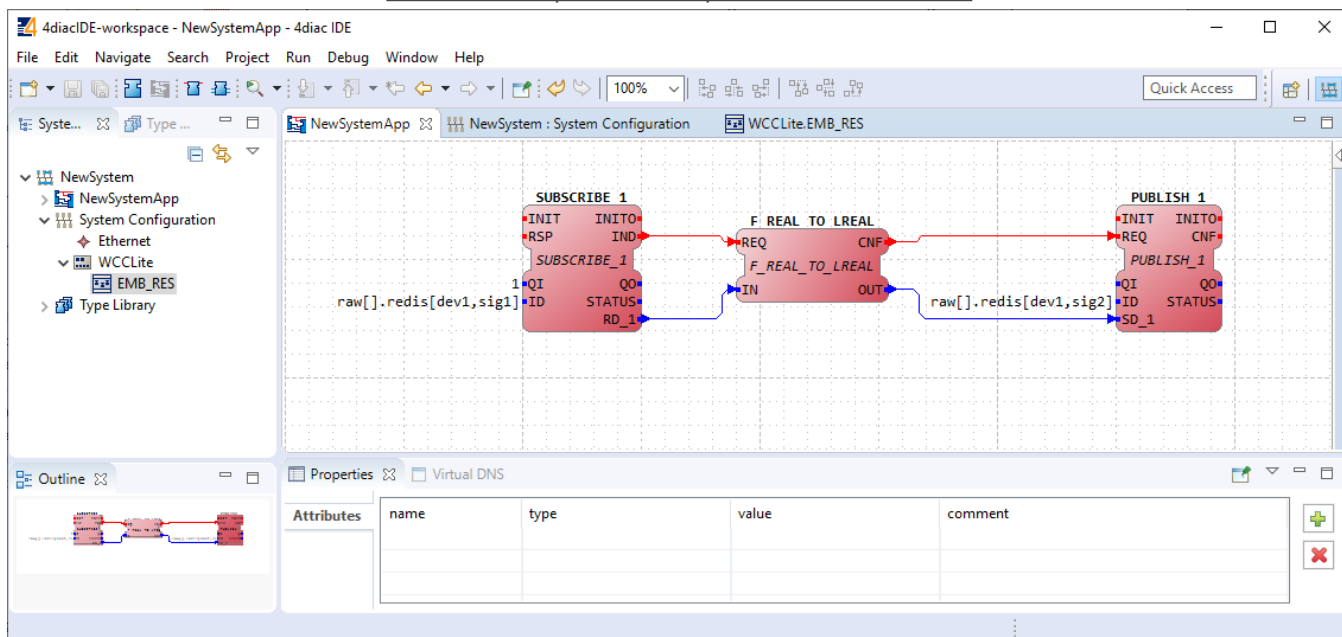 4diacIDE-workspace - NewSystemApp - 4diac IDE
File Edit Navigate Search Project Run Debug Window Help
100%
Quick Access
Syste...
Type ...
NewSystem
NewSystemApp
System Configuration
Ethernet
WCCLite
EMB_RES
Type Library
NewSystemApp
NewSystem : System Configuration
WCCLite.EMB_RES
SUBSCRIBE_1
INIT INITO
RSP IND
SUBSCRIBE_1
1 QI QO
raw[].redis[dev1,sig1] ID STATUS
RD_1
F_REAL_TO_LREAL
REQ CNF
F_REAL_TO_LREAL
IN OUT
PUBLISH_1
INIT INITO
REQ CNF
PUBLISH_1
QI QO
raw[].redis[dev1,sig2] ID STATUS
SD_1
Outline
Properties
Virtual DNS
Attributes
name type value comment